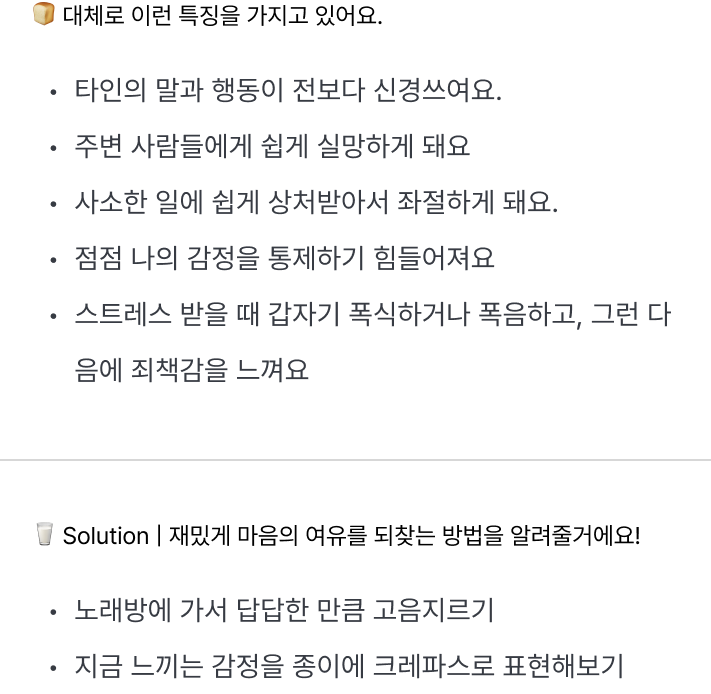 🍞 대체로 이런 특징을 가지고 있어요.
• 타인의 말과 행동이 전보다 신경쓰여요.
• 주변 사람들에게 쉽게 실망하게 돼요
• 사소한 일에 쉽게 상처받아서 좌절하게 돼요.
• 점점 나의 감정을 통제하기 힘들어져요
• 스트레스 받을 때 갑자기 폭식하거나 폭음하고, 그런 다
음에 죄책감을 느껴요
🥛 Solution | 재밌게 마음의 여유를 되찾는 방법을 알려줄거에요!
• 노래방에 가서 답답한 만큼 고음지르기
• 지금 느끼는 감정을 종이에 크레파스로 표현해보기